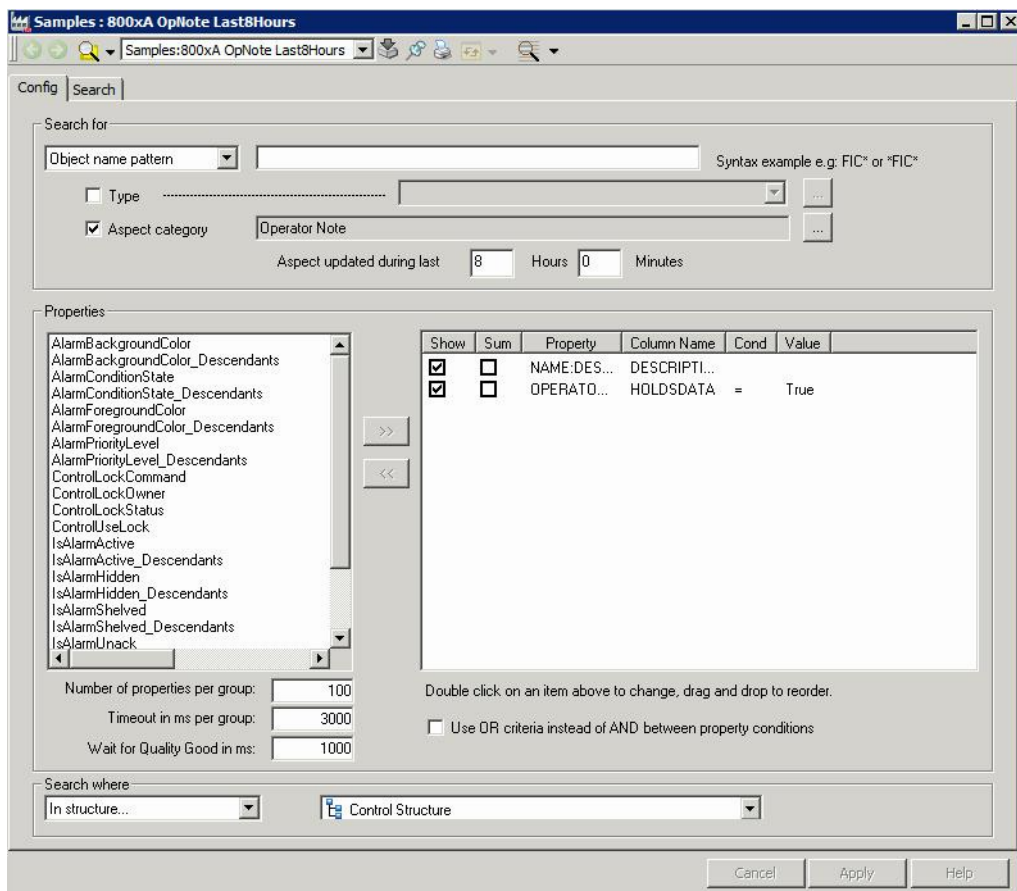 Samples : 800xA OpNote Last8Hours
Samples:800xA OpNote Last8Hours
Config Search
Search for
Object name pattern Syntax example e.g: FIC* or *FIC*
Type ...
Aspect category Operator Note ...
Aspect updated during last 8 Hours 0 Minutes
Properties
AlarmBackgroundColor
AlarmBackgroundColor_Descendants
AlarmConditionState
AlarmConditionState_Descendants
AlarmForegroundColor
AlarmForegroundColor_Descendants
AlarmPriorityLevel
AlarmPriorityLevel_Descendants
ControlLockCommand
ControlLockOwner
ControlLockStatus
ControlUseLock
IsAlarmActive
IsAlarmActive_Descendants
IsAlarmHidden
IsAlarmHidden_Descendants
IsAlarmShelved
IsAlarmShelved_Descendants
IsAlarmUnack
>>
<<
Show Sum Property Column Name Cond Value
NAME:DES... DESCRIPTI...
OPERATO... HOLDSDATA = True
Number of properties per group: 100
Timeout in ms per group: 3000
Wait for Quality Good in ms: 1000
Double click on an item above to change, drag and drop to reorder.
Use OR criteria instead of AND between property conditions
Search where
In structure... Control Structure
Cancel Apply Help